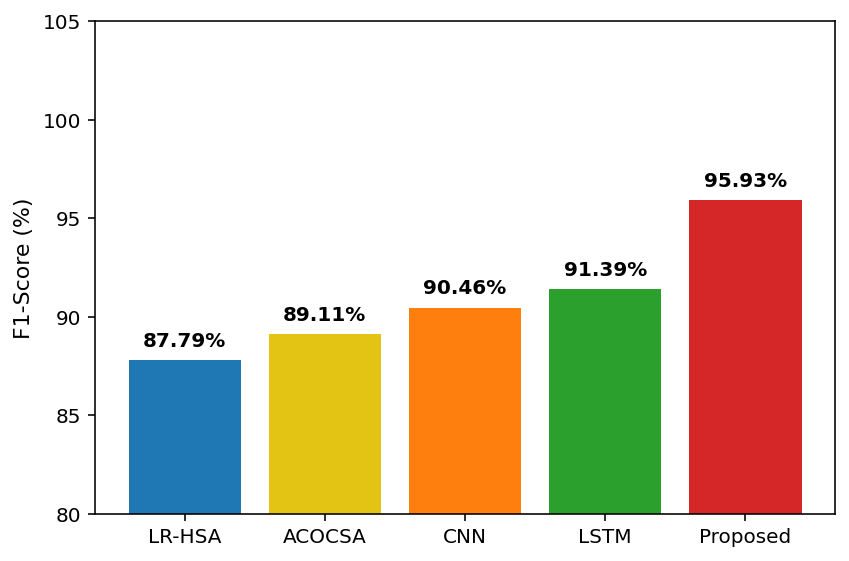 F1-Score (%)
105
100
95
90
85
80
87.79%
89.11%
90.46%
91.39%
95.93%
LR-HSA
ACOCSA
CNN
LSTM
Proposed